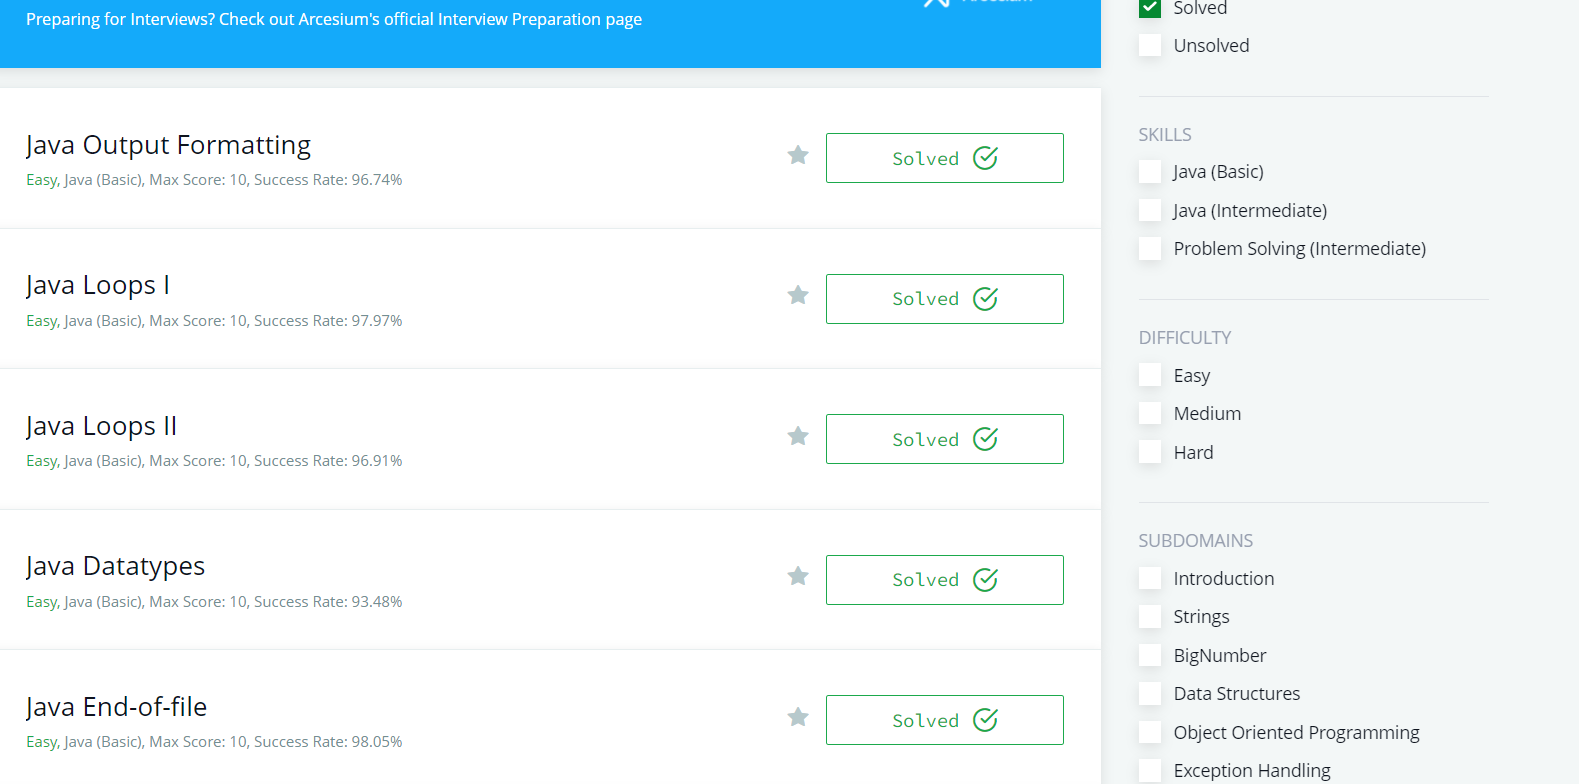 Preparing for Interviews? Check out Arcesium's official Interview Preparation page
Java Output Formatting
Easy, Java (Basic), Max Score: 10, Success Rate: 96.74%
Solved
Java Loops I
Easy, Java (Basic), Max Score: 10, Success Rate: 97.97%
Solved
Java Loops II
Easy, Java (Basic), Max Score: 10, Success Rate: 96.91%
Solved
Java Datatypes
Easy, Java (Basic), Max Score: 10, Success Rate: 93.48%
Solved
Java End-of-file
Easy, Java (Basic), Max Score: 10, Success Rate: 98.05%
Solved
Solved
Unsolved
SKILLS
Java (Basic)
Java (Intermediate)
Problem Solving (Intermediate)
DIFFICULTY
Easy
Medium
Hard
SUBDOMAINS
Introduction
Strings
BigNumber
Data Structures
Object Oriented Programming
Exception Handling